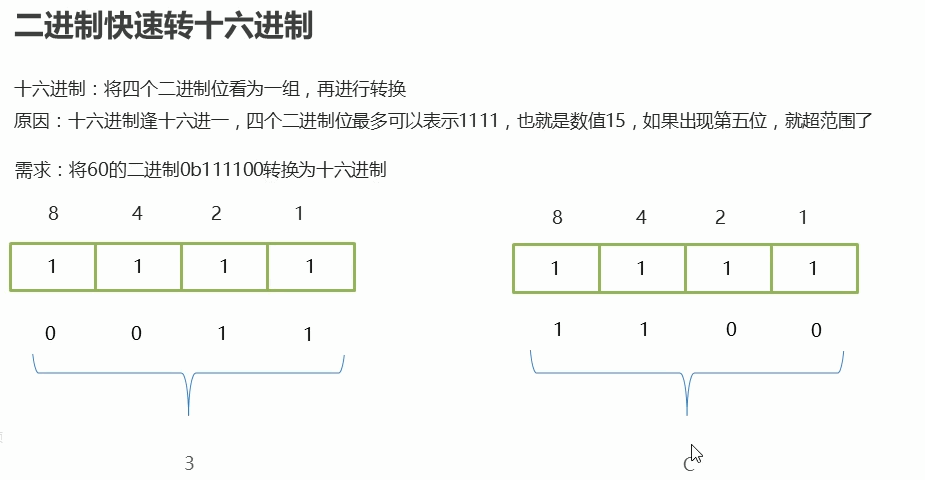 二进制快速转十六进制
十六进制：将四个二进制位看为一组，再进行转换
原因：十六进制逢十六进一，四个二进制位最多可以表示1111，也就是数值15，如果出现第五位，就超范围了
需求：将60的二进制0b111100转换为十六进制
8 4 2 1
1 1 1 1
0 0 1 1
3
8 4 2 1
1 1 1 1
1 1 0 0
C